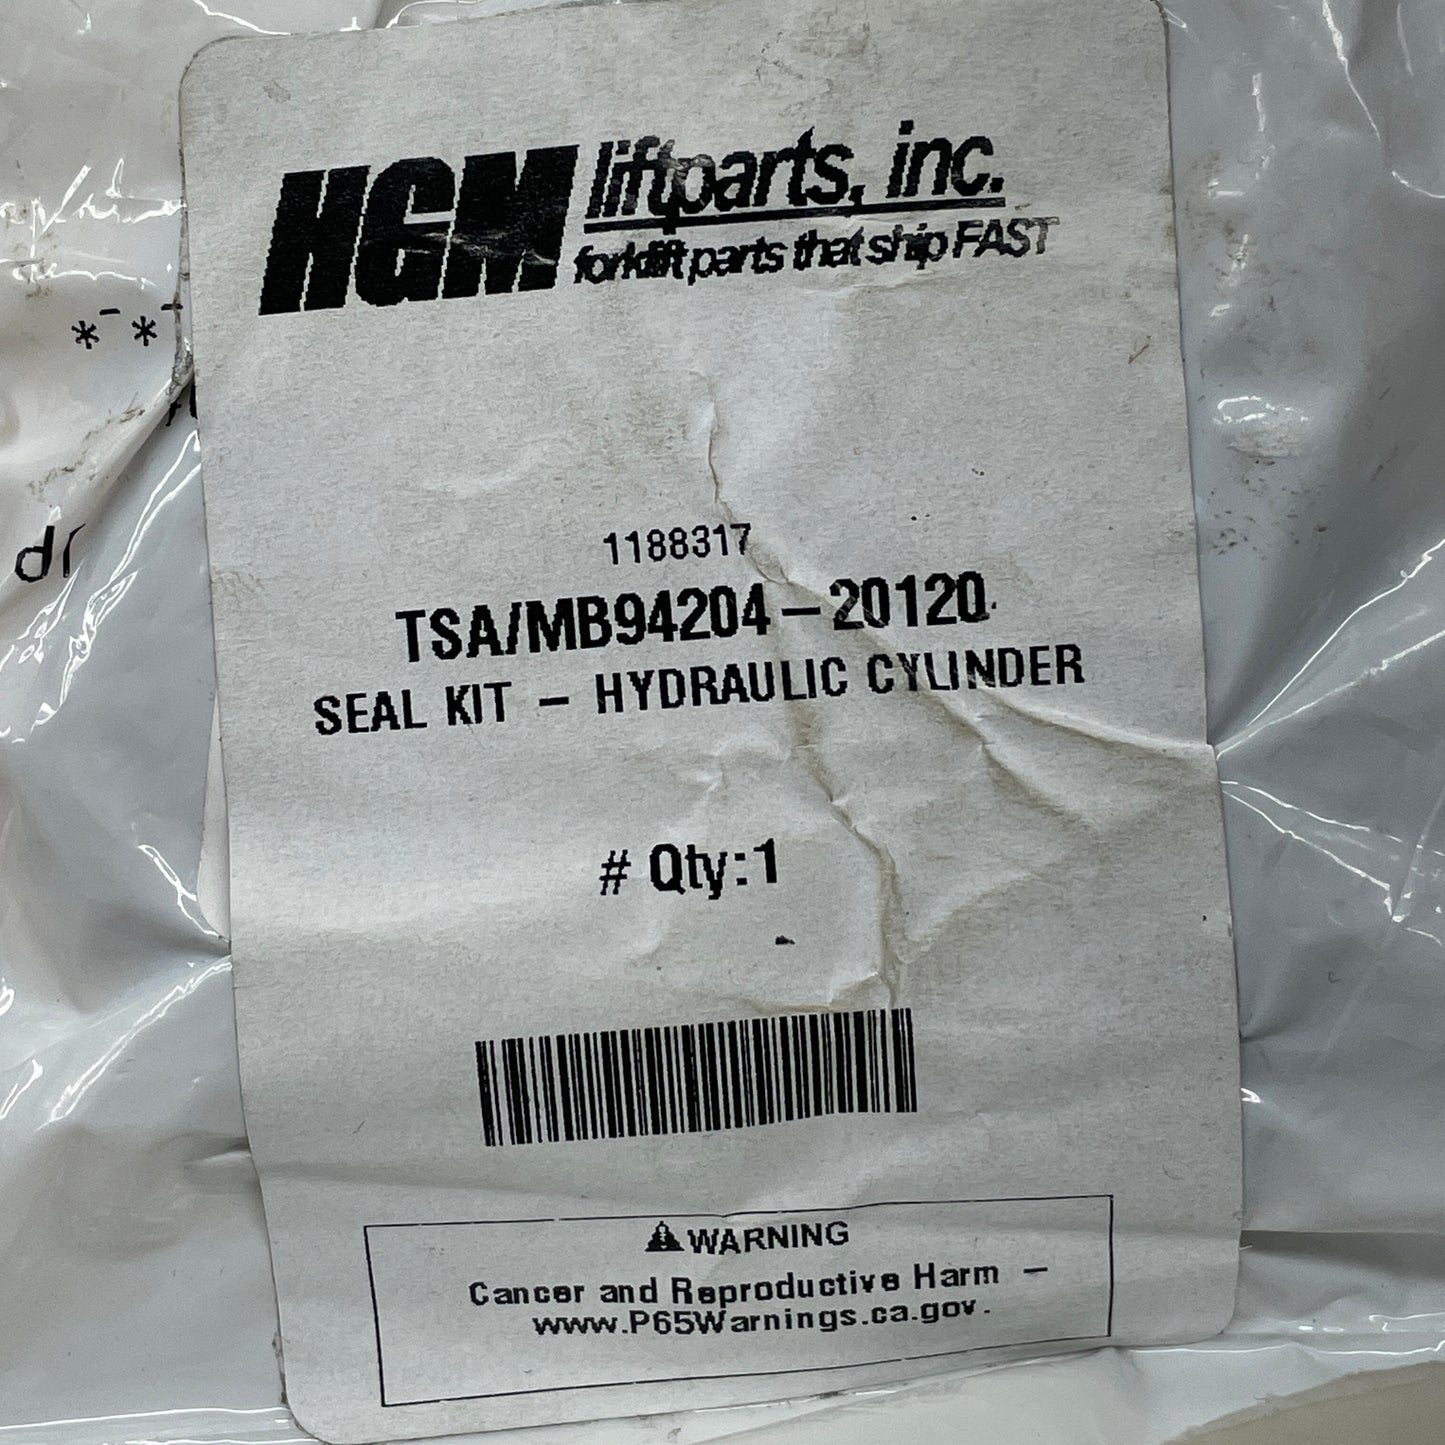 HGM liftparts, inc.
forklift parts that ship FAST
*-*-
1188317
TSA/MB94204-20120
SEAL KIT - HYDRAULIC CYLINDER
# Qty:1
WARNING
Cancer and Reproductive Harm -
www.P65Warnings.ca.gov.